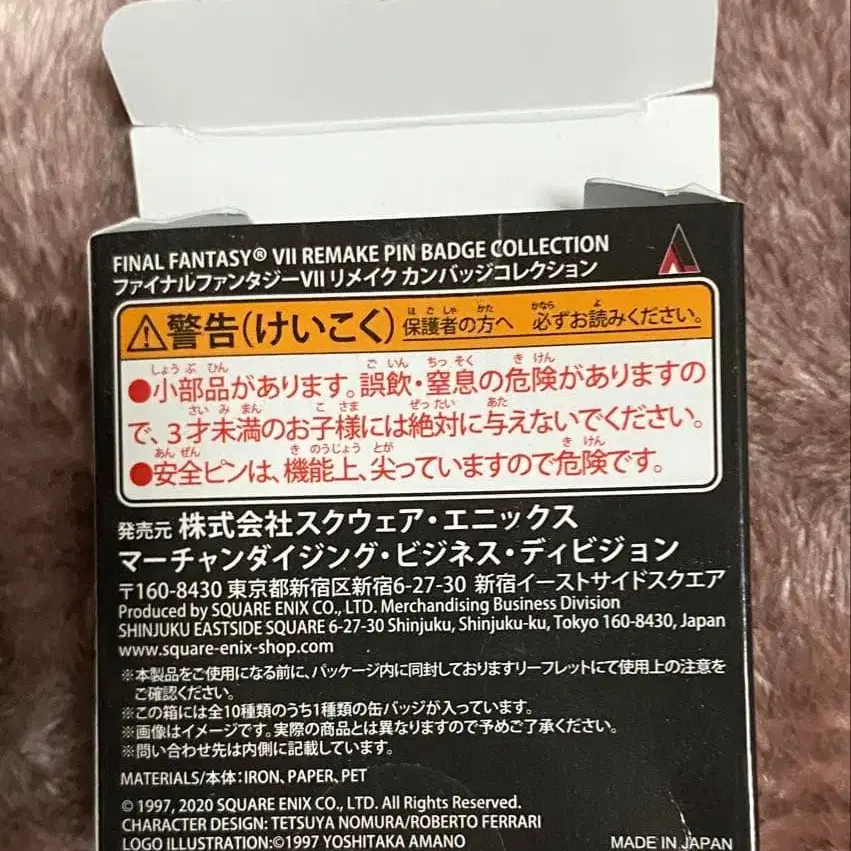 FINAL FANTASY® VII REMAKE PIN BADGE COLLECTION
ファイナルファンタジーVII リメイク カンバッジコレクション
警告(けいこく) 保護者の方へ 必ずお読みください。
●小部品があります。誤飲・窒息の危険がありますの
で、3才未満のお子様には絶対に与えないでください。
●安全ピンは、機能上、尖っていますので危険です。
発売元 株式会社スクウェア・エニックス
マーチャンダイジング・ビジネス・ディビジョン
〒160-8430 東京都新宿区新宿6-27-30 新宿イーストサイドスクエア
Produced by SQUARE ENIX CO., LTD. Merchandising Business Division
SHINJUKU EASTSIDE SQUARE 6-27-30 Shinjuku, Shinjuku-ku, Tokyo 160-8430, Japan
www.square-enix-shop.com
※本製品をご使用になる前に、パッケージ内に同封しておりますリーフレットにて使用上の注意を
ご確認ください。
※この箱には全10種類のうち1種類の缶バッジが入っています。
※画像はイメージです。実際の商品とは異なりますので予めご了承ください。
※問い合わせ先は内側に記載しています。
MATERIALS/本体:IRON, PAPER, PET
© 1997, 2020 SQUARE ENIX CO., LTD. All Rights Reserved.
CHARACTER DESIGN: TETSUYA NOMURA/ROBERTO FERRARI
LOGO ILLUSTRATION:©1997 YOSHITAKA AMANO
MADE IN JAPAN